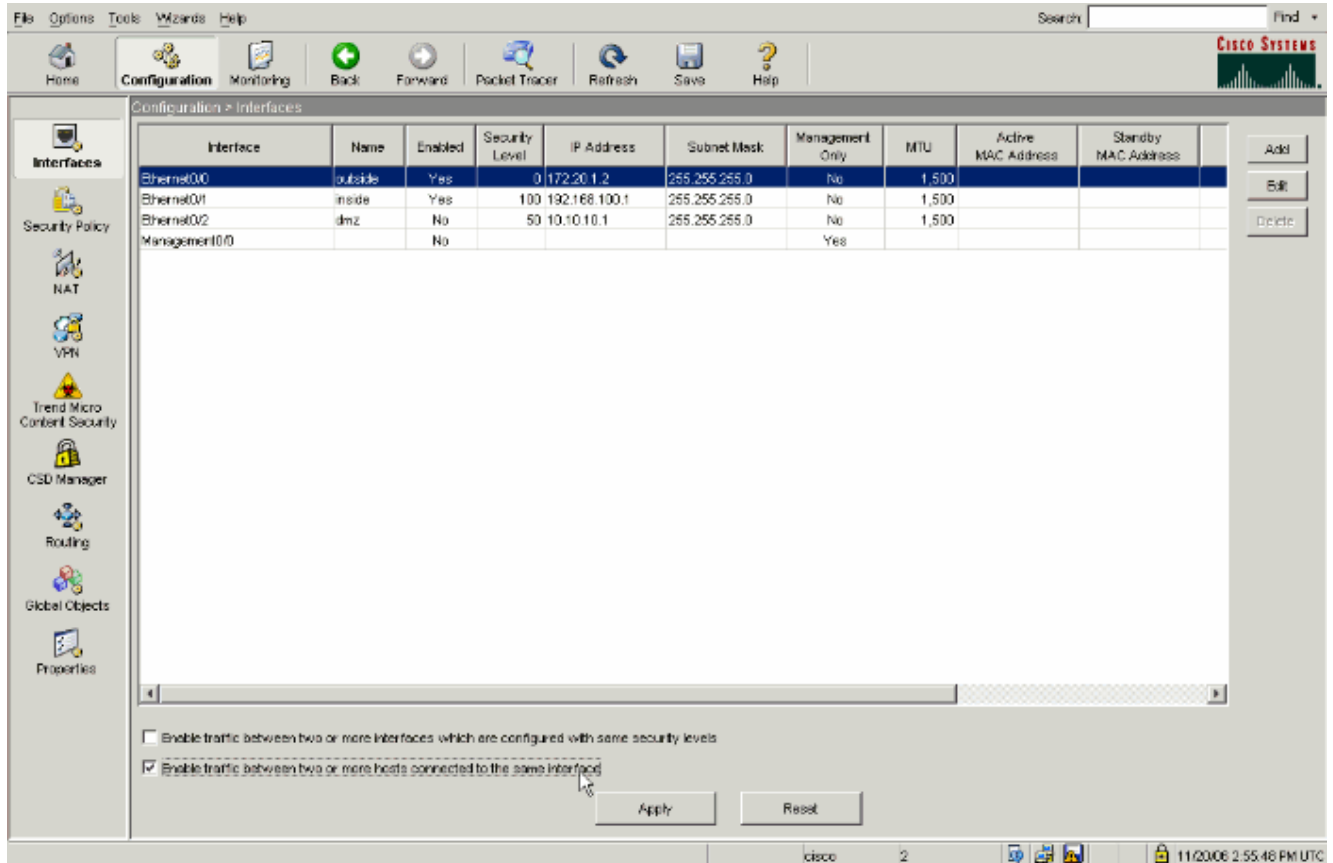 File Options Tools Wizards Help Search: Find
Home Configuration Monitoring Back Forward Packet Tracer Refresh Save Help
CISCO SYSTEMS
Configuration > Interfaces
Interfaces
Security Policy
NAT
VPN
Trend Micro
Content Security
CSD Manager
Routing
Global Objects
Properties
Interface Name Enabled Security Level IP Address Subnet Mask Management Only MTU Active MAC Address Standby MAC Address
Ethernet0/0 outside Yes 0 172.20.1.2 255.255.255.0 No 1,500
Ethernet0/1 inside Yes 100 192.168.100.1 255.255.255.0 No 1,500
Ethernet0/2 dmz No 50 10.10.10.1 255.255.255.0 No 1,500
Management0/0 No Yes
Add
Edit
Delete
Enable traffic between two or more interfaces which are configured with same security levels
Enable traffic between two or more hosts connected to the same interface
Apply Reset
cisco 2 11/20/06 2:55:48 PM UTC